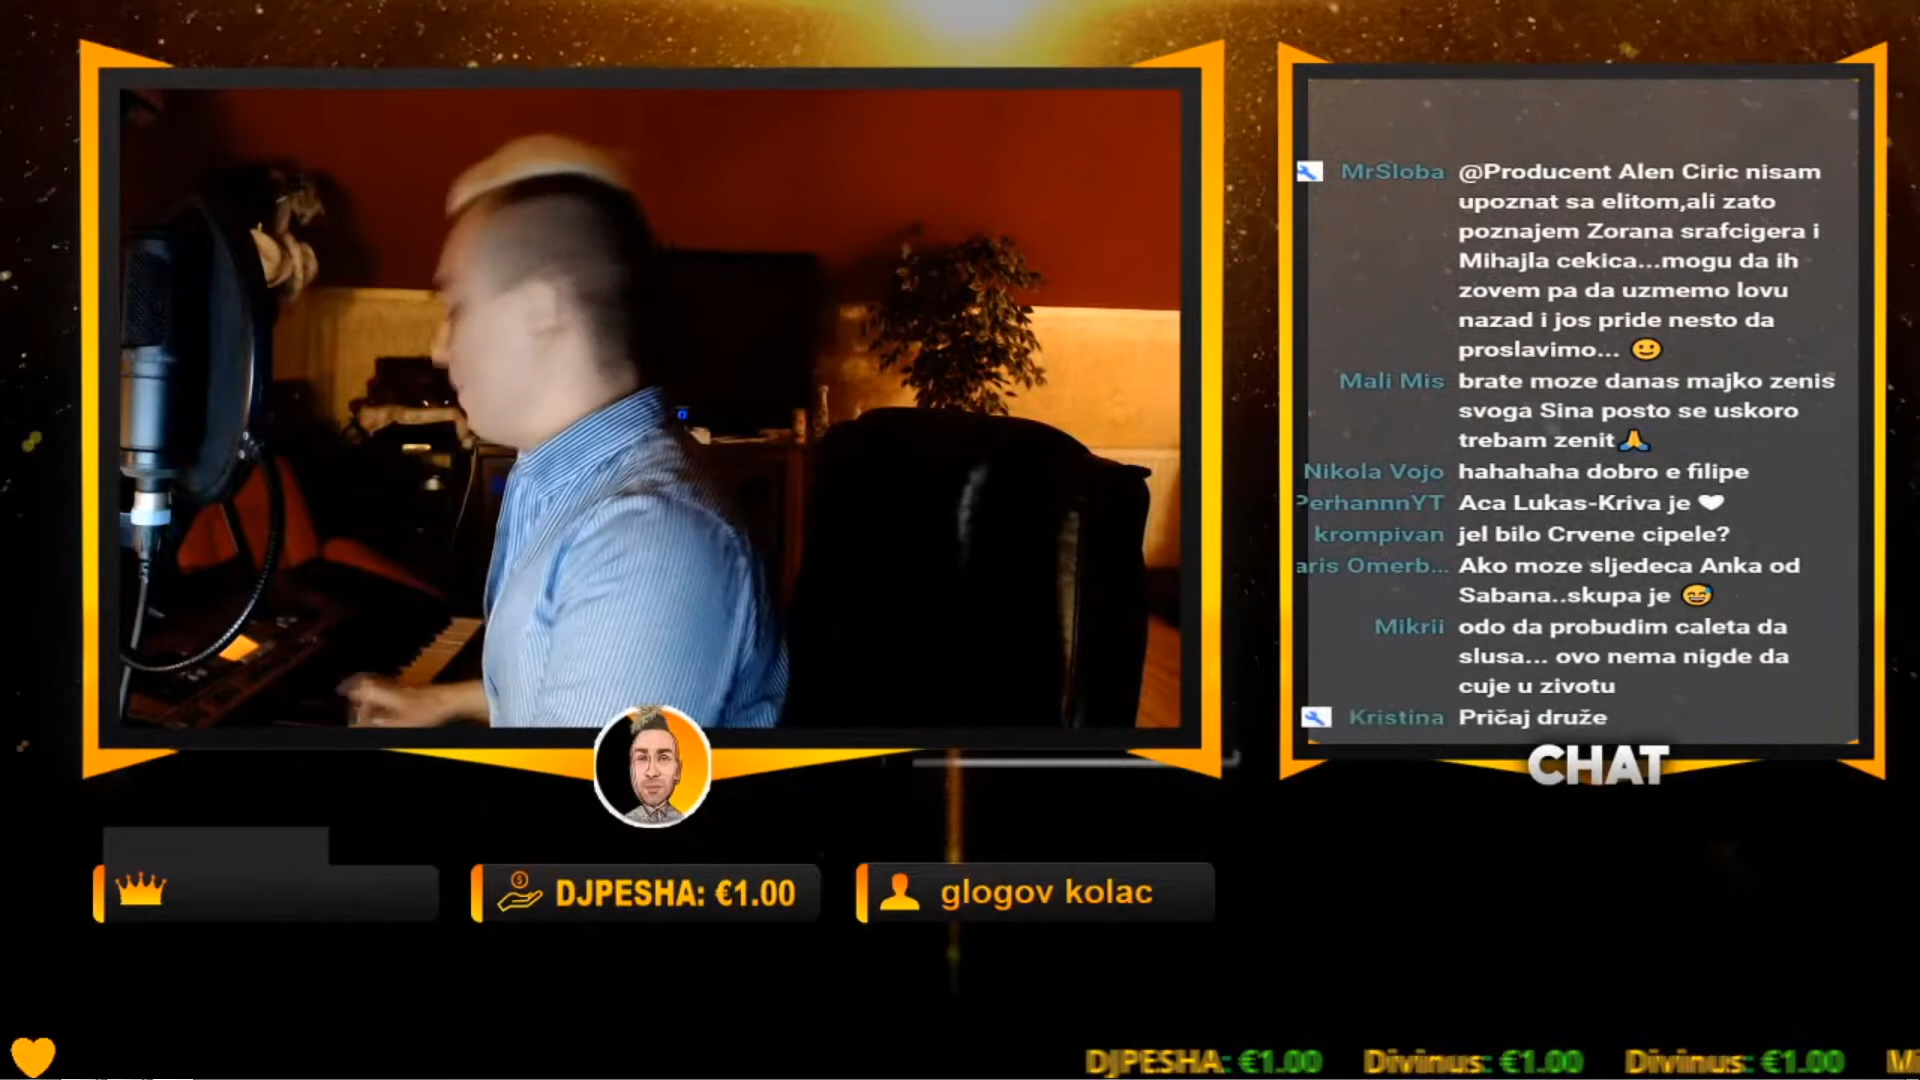 MrSloba @Producent Alen Ciric nisam
upoznat sa elitom,ali zato
poznajem Zorana srafcigera i
Mihajla cekica...mogu da ih
zovem pa da uzmemo lovu
nazad i jos pride nesto da
proslavimo... 🙂
Mali Mis brate moze danas majko zenis
svoga Sina posto se uskoro
trebam zenit🙏
Nikola Vojo hahahaha dobro e filipe
PerhannnYT Aca Lukas-Kriva je 🤍
krompivan jel bilo Crvene cipele?
aris Omerb... Ako moze sljedeca Anka od
Sabana..skupa je 😅
Mikrii odo da probudim caleta da
slusa... ovo nema nigde da
cuje u zivotu
Kristina Pričaj druže
CHAT
DJPESHA: €1.00
glogov kolac
DJPESHA: €1.00 Divinus: €1.00 Divinus: €1.00